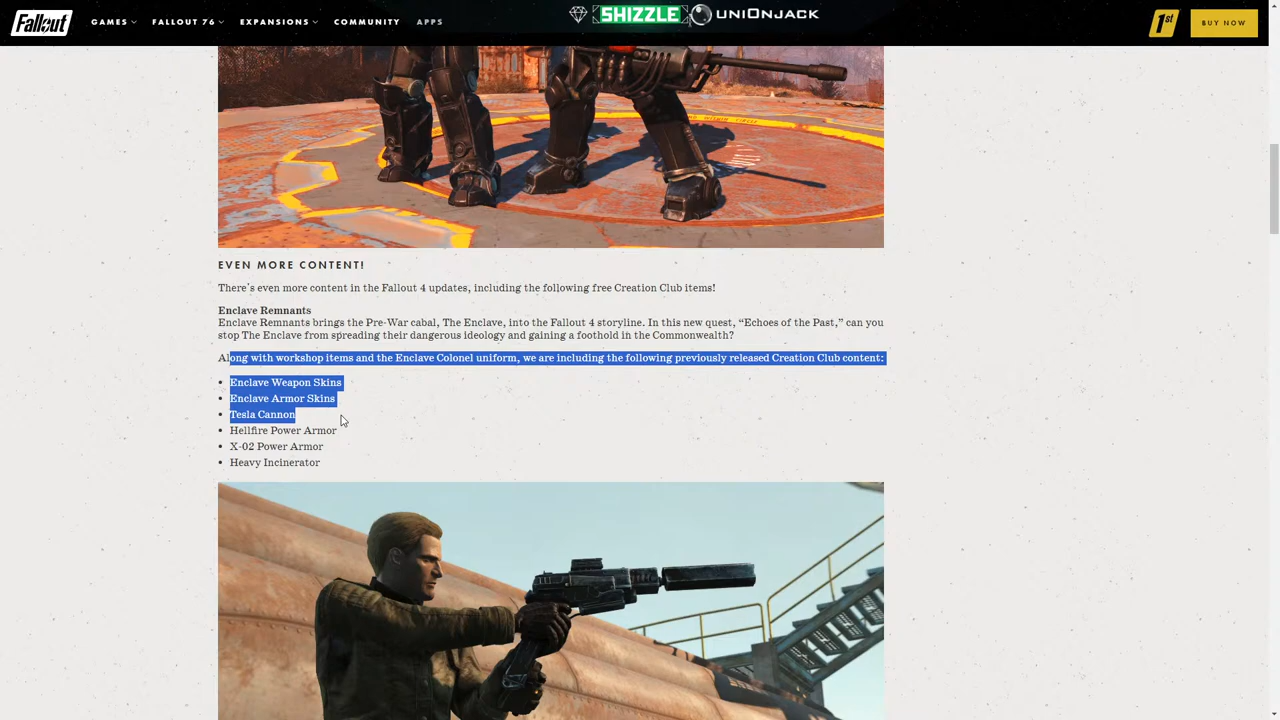 Fallout
GAMES
FALLOUT 76
EXPANSIONS
COMMUNITY
APPS
SHIZZLE
UNIONJACK
1st
BUY NOW
EVEN MORE CONTENT!
There's even more content in the Fallout 4 updates, including the following free Creation Club items!
Enclave Remnants
Enclave Remnants brings the Pre-War cabal, The Enclave, into the Fallout 4 storyline. In this new quest, “Echoes of the Past,” can you
stop The Enclave from spreading their dangerous ideology and gaining a foothold in the Commonwealth?
Along with workshop items and the Enclave Colonel uniform, we are including the following previously released Creation Club content:
• Enclave Weapon Skins
• Enclave Armor Skins
• Tesla Cannon
• Hellfire Power Armor
• X-02 Power Armor
• Heavy Incinerator